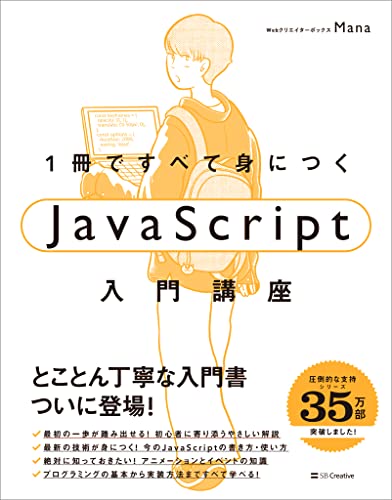 Webクリエイターボックス Mana
1冊ですべて身につく
JavaScript
入門講座
とことん丁寧な入門書
ついに登場!
最初の一歩が踏み出せる! 初心者に寄り添うやさしい解説
最新の技術が身につく! 今のJavaScriptの書き方・使い方
絶対に知っておきたい! アニメーションとイベントの知識
プログラミングの基本から実装方法まですべて学べる!
圧倒的な支持
シリーズ
35万部
突破しました!
SB Creative